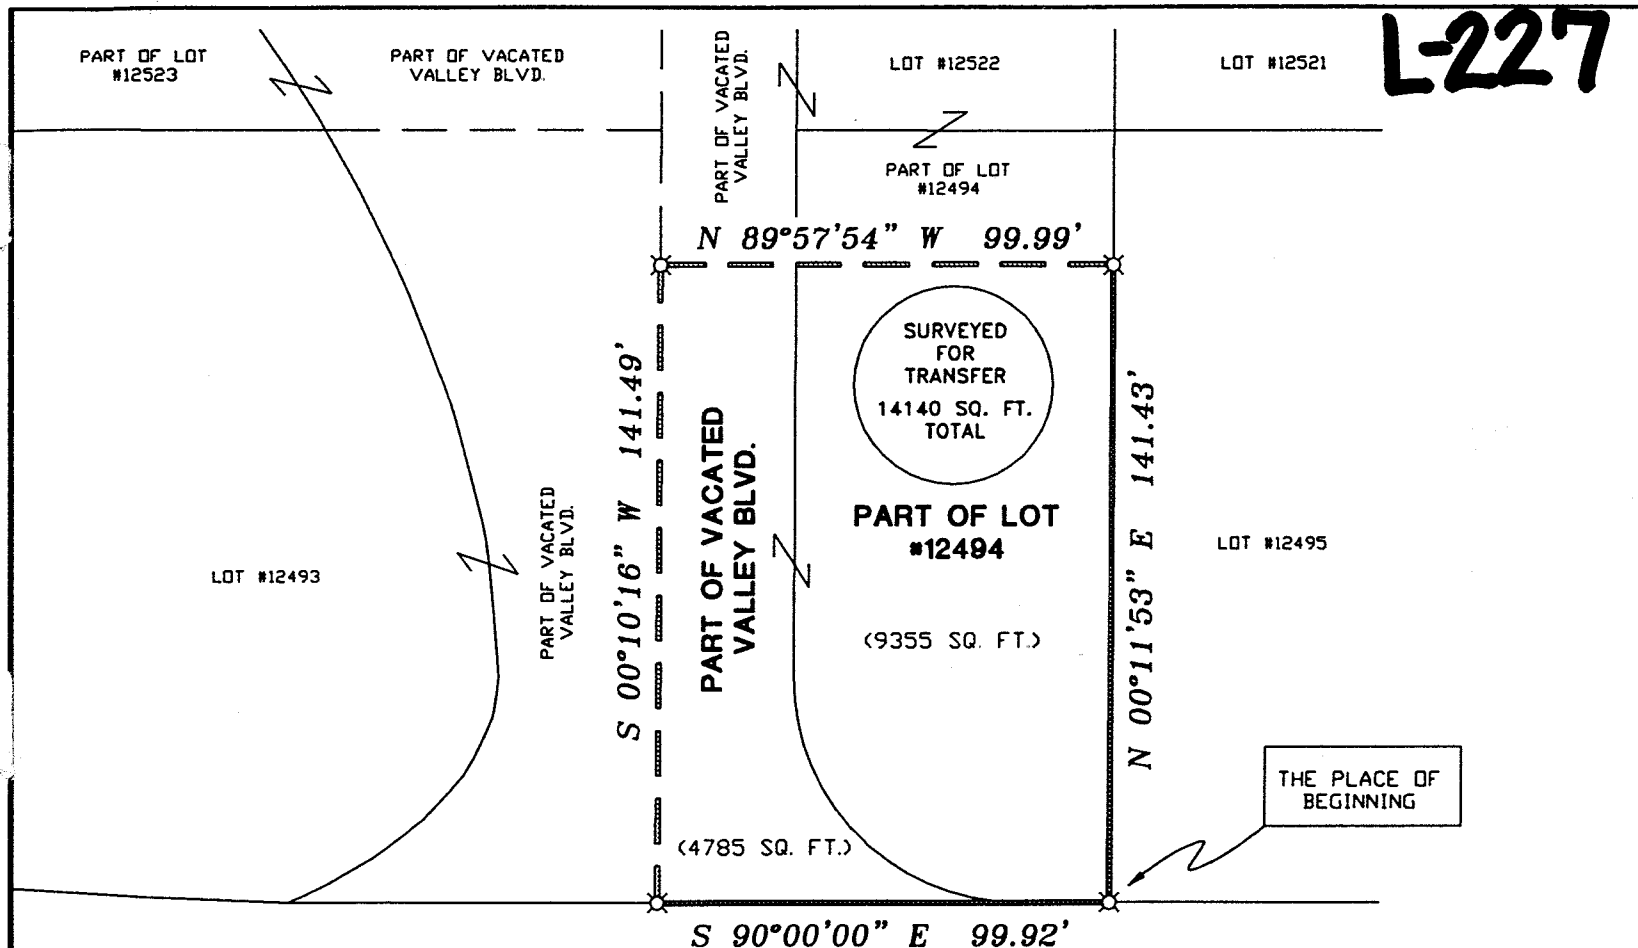 L-227
PART OF LOT
#12523
PART OF VACATED
VALLEY BLVD.
PART OF VACATED
VALLEY BLVD.
LOT #12522
LOT #12521
PART OF LOT
#12494
N 89°57'54" W 99.99'
SURVEYED
FOR
TRANSFER
14140 SQ. FT.
TOTAL
S 00°10'16" W 141.49'
PART OF VACATED
VALLEY BLVD.
PART OF LOT
#12494
N 00°11'53" E 141.43'
LOT #12495
LOT #12493
PART OF VACATED
VALLEY BLVD.
(9355 SQ. FT.)
THE PLACE OF
BEGINNING
(4785 SQ. FT.)
S 90°00'00" E 99.92'